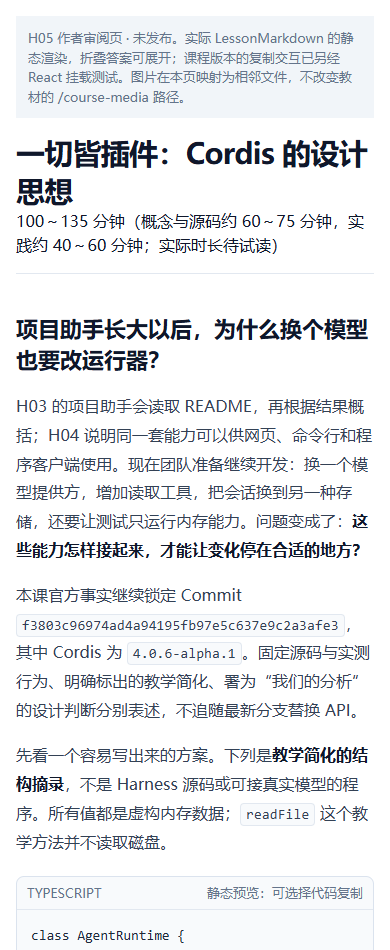 H05 作者审阅页 · 未发布。实际 LessonMarkdown 的静
态渲染，折叠答案可展开；课程版本的复制交互已另经
React 挂载测试。图片在本页映射为相邻文件，不改变教
材的 /course-media 路径。
一切皆插件：Cordis 的设计
思想
100～135 分钟（概念与源码约 60～75 分钟，实
践约 40～60 分钟；实际时长待试读）
项目助手长大以后，为什么换个模型
也要改运行器？
H03 的项目助手会读取 README，再根据结果概
括；H04 说明同一套能力可以供网页、命令行和程
序客户端使用。现在团队准备继续开发：换一个模
型提供方，增加读取工具，把会话换到另一种存
储，还要让测试只运行内存能力。问题变成了：这
些能力怎样接起来，才能让变化停在合适的地方？
本课官方事实继续锁定 Commit
f3803c96974ad4a94195fb97e5c637e9c2a3afe3，
其中 Cordis 为 4.0.6-alpha.1。固定源码与实测
行为、明确标出的教学简化、署为“我们的分析”
的设计判断分别表述，不追随最新分支替换 API。
先看一个容易写出来的方案。下列是教学简化的结
构摘录，不是 Harness 源码或可接真实模型的程
序。所有值都是虚构内存数据；readFile 这个教
学方法并不读取磁盘。
TYPESCRIPT 静态预览：可选择代码复制
class AgentRuntime {